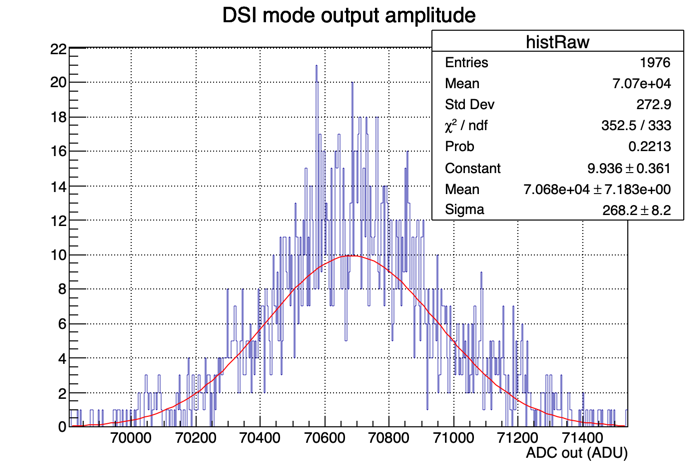 DSI mode output amplitude
histRaw
Entries 1976
Mean 7.07e+04
Std Dev 272.9
χ² / ndf 352.5 / 333
Prob 0.2213
Constant 9.936 ± 0.361
Mean 7.068e+04 ± 7.183e+00
Sigma 268.2 ± 8.2
22
20
18
16
14
12
10
8
6
4
2
0
70000 70200 70400 70600 70800 71000 71200 71400
ADC out (ADU)